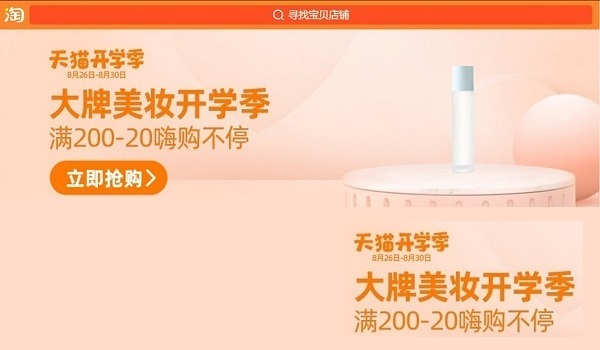 淘
寻找宝贝店铺
天猫开学季
8月26日-8月30日
大牌美妆开学季
满200-20嗨购不停
立即抢购
天猫开学季
8月26日-8月30日
大牌美妆开学季
满200-20嗨购不停